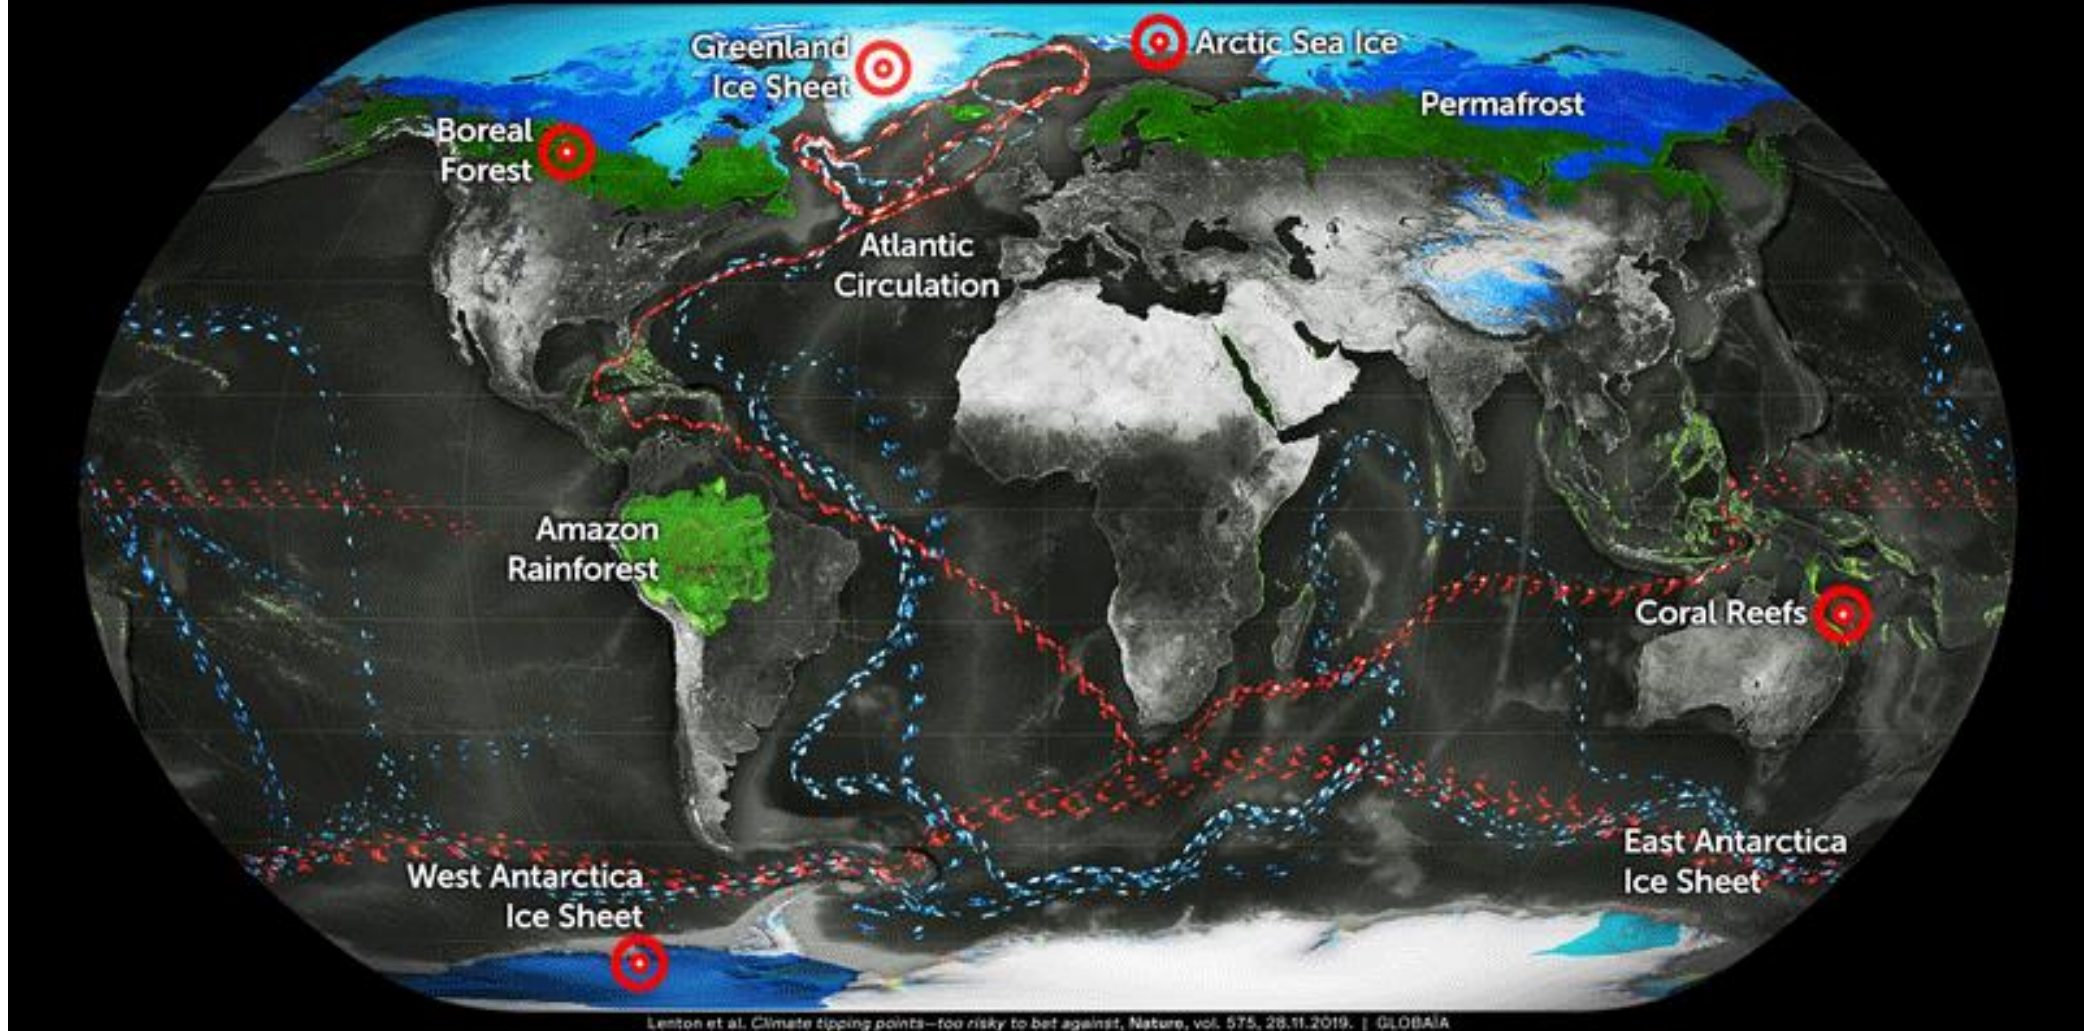 Greenland
Ice Sheet
Arctic Sea Ice
Permafrost
Boreal
Forest
Atlantic
Circulation
Amazon
Rainforest
Coral Reefs
West Antarctica
Ice Sheet
East Antarctica
Ice Sheet
Lenton et al. Climate tipping points—too risky to bet against, Nature, vol. 575, 28.11.2019. | GLOBAÏA